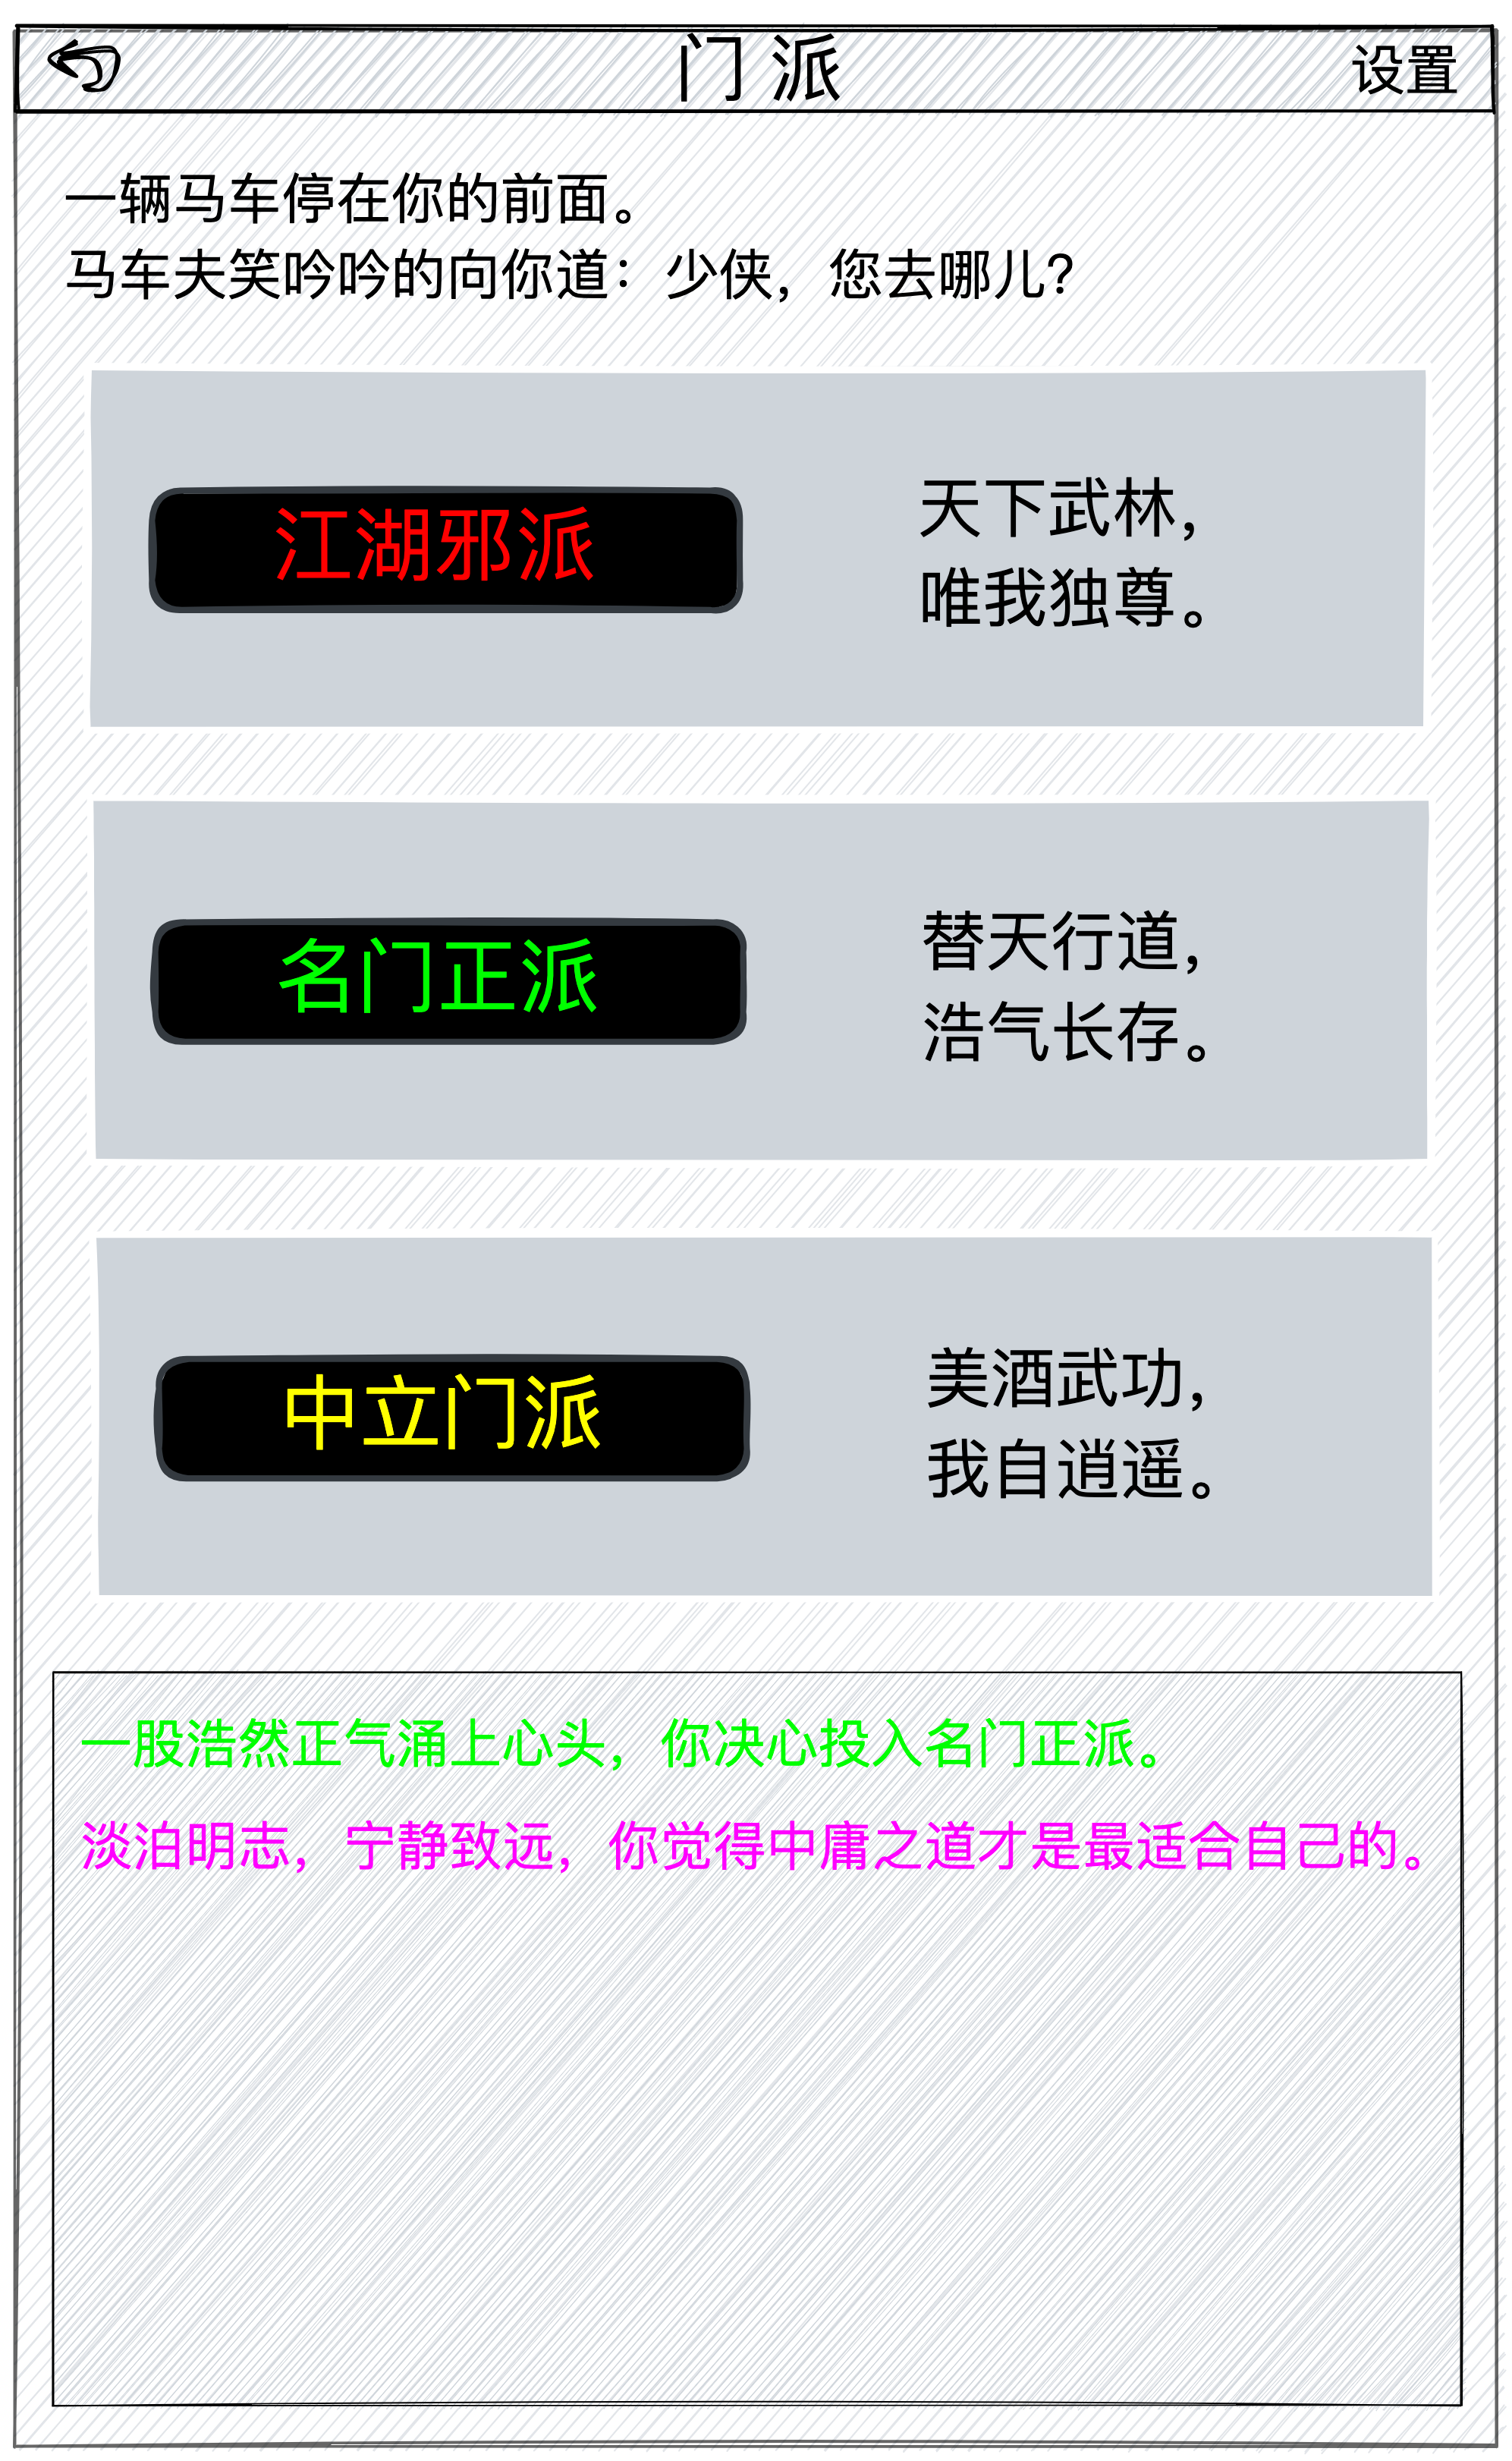 门 派
设置
一辆马车停在你的前面。
马车夫笑吟吟的向你道：少侠，您去哪儿？
江湖邪派
天下武林，
唯我独尊。
名门正派
替天行道，
浩气长存。
中立门派
美酒武功，
我自逍遥。
一股浩然正气涌上心头，你决心投入名门正派。
淡泊明志，宁静致远，你觉得中庸之道才是最适合自己的。